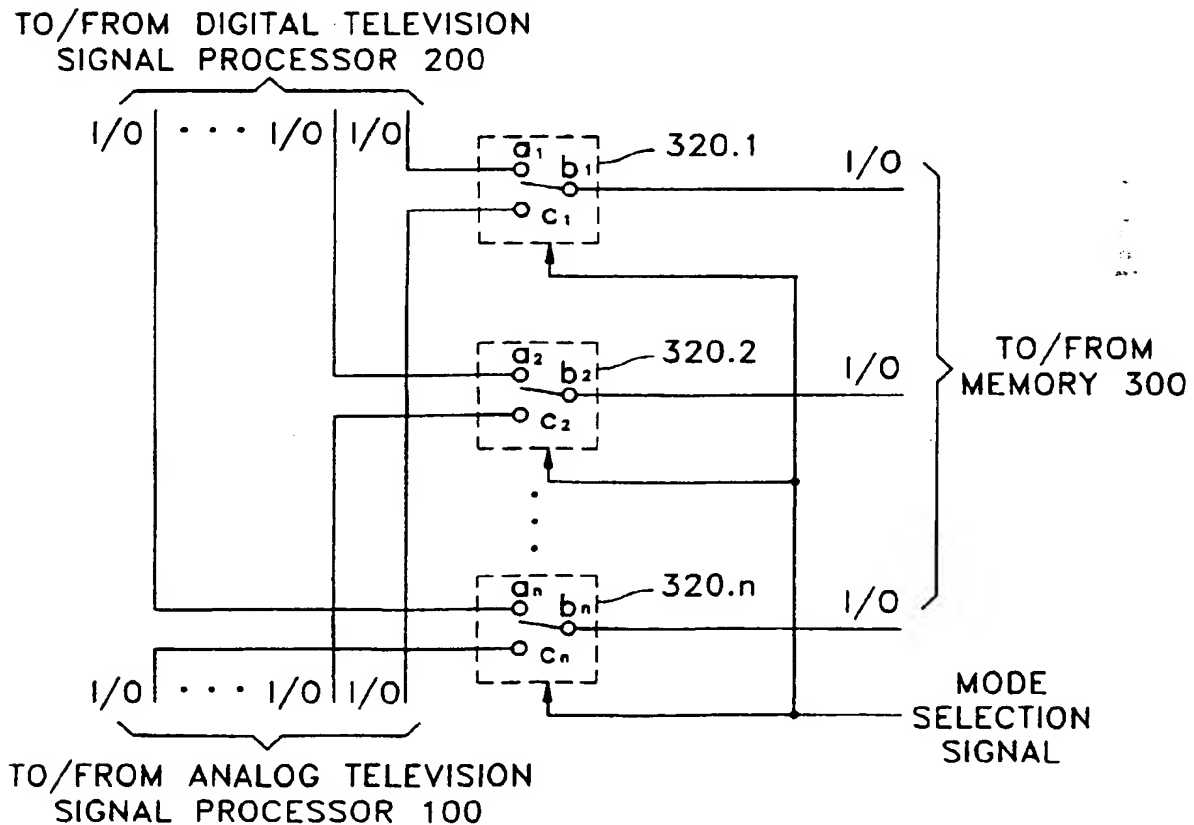 TO/FROM DIGITAL TELEVISION
SIGNAL PROCESSOR 200
I/O ··· I/O I/O
a₁ b₁ c₁
320.1
I/O
a₂ b₂ c₂
320.2
I/O
TO/FROM
MEMORY 300
aₙ bₙ cₙ
320.n
I/O
I/O ··· I/O I/O
MODE
SELECTION
SIGNAL
TO/FROM ANALOG TELEVISION
SIGNAL PROCESSOR 100